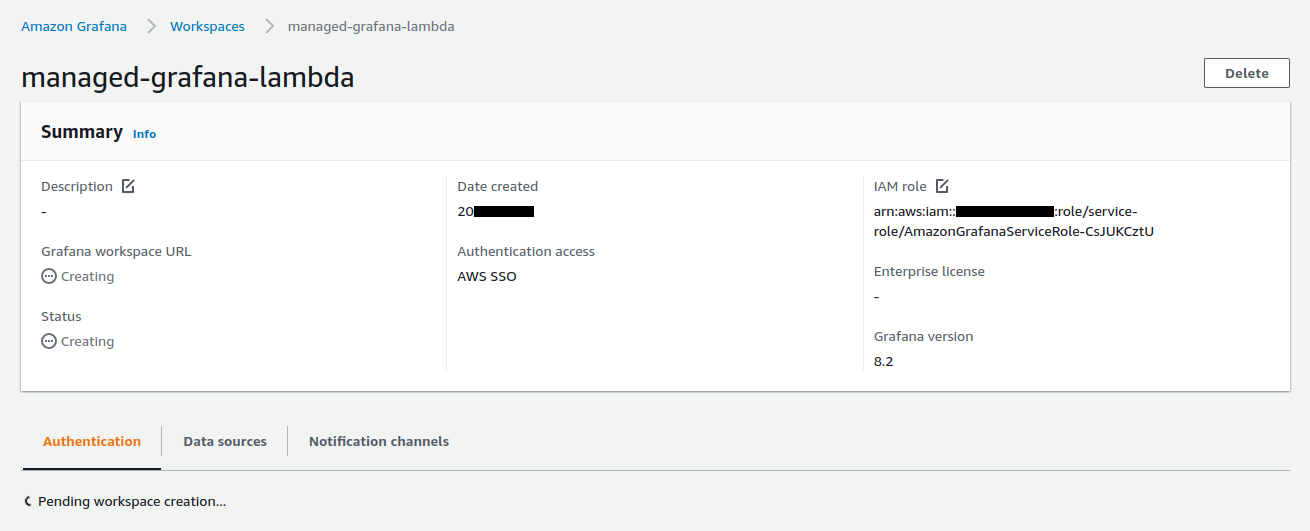 Amazon Grafana > Workspaces > managed-grafana-lambda
managed-grafana-lambda
Delete
Summary Info
Description
-
Grafana workspace URL
Creating
Status
Creating
Date created
20
Authentication access
AWS SSO
IAM role
arn:aws:iam:: :role/service-
role/AmazonGrafanaServiceRole-CsJUKCztU
Enterprise license
-
Grafana version
8.2
Authentication
Data sources
Notification channels
Pending workspace creation...